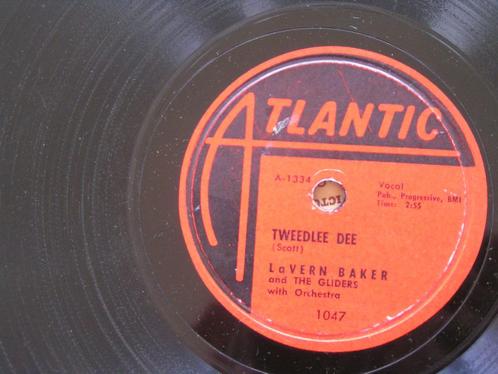 ATLANTIC
A-1334
Vocal
Pub., Progressive, BMI
Time: 2:55
TWEEDLEE DEE
(Scott)
LaVERN BAKER
and THE GLIDERS
with Orchestra
1047